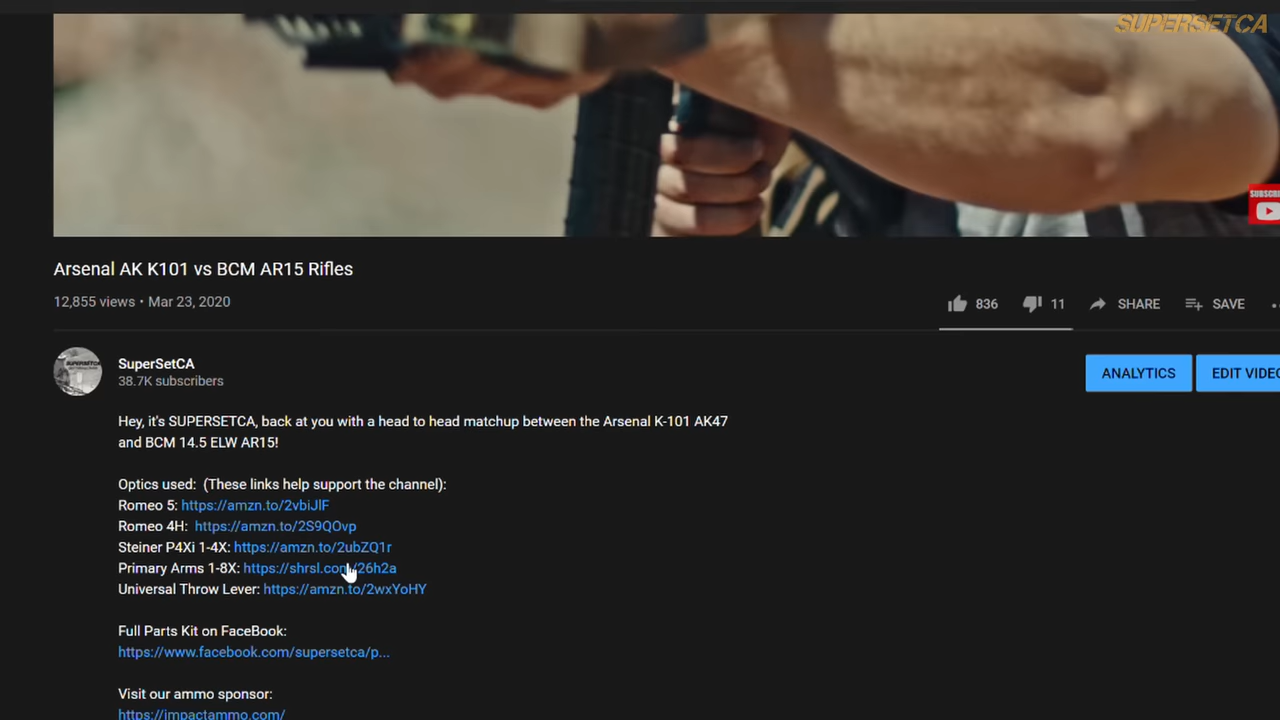 SUPERSETCA
Arsenal AK K101 vs BCM AR15 Rifles
12,855 views • Mar 23, 2020
836 11 SHARE SAVE
SuperSetCA
38.7K subscribers
ANALYTICS
Hey, it's SUPERSETCA, back at you with a head to head matchup between the Arsenal K-101 AK47
and BCM 14.5 ELW AR15!
Optics used: (These links help support the channel):
Romeo 5: https://amzn.to/2vbiJlF
Romeo 4H: https://amzn.to/2S9QOvp
Steiner P4Xi 1-4X: https://amzn.to/2ubZQ1r
Primary Arms 1-8X: https://shrsl.com/26h2a
Universal Throw Lever: https://amzn.to/2wxYoHY
Full Parts Kit on FaceBook:
https://www.facebook.com/supersetca/p...
Visit our ammo sponsor:
https://impactammo.com/
EDIT